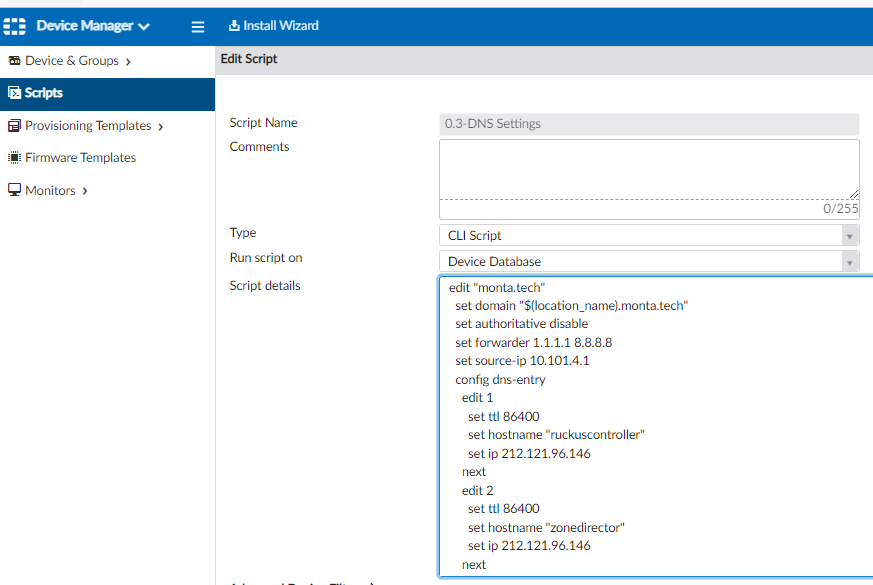 Device Manager
Install Wizard
Device & Groups
Scripts
Provisioning Templates
Firmware Templates
Monitors
Edit Script
Script Name
0.3-DNS Settings
Comments
0/255
Type
CLI Script
Run script on
Device Database
Script details
edit "monta.tech"
set domain "$(location_name).monta.tech"
set authoritative disable
set forwarder 1.1.1.1 8.8.8.8
set source-ip 10.101.4.1
config dns-entry
edit 1
set ttl 86400
set hostname "ruckuscontroller"
set ip 212.121.96.146
next
edit 2
set ttl 86400
set hostname "zonedirector"
set ip 212.121.96.146
next